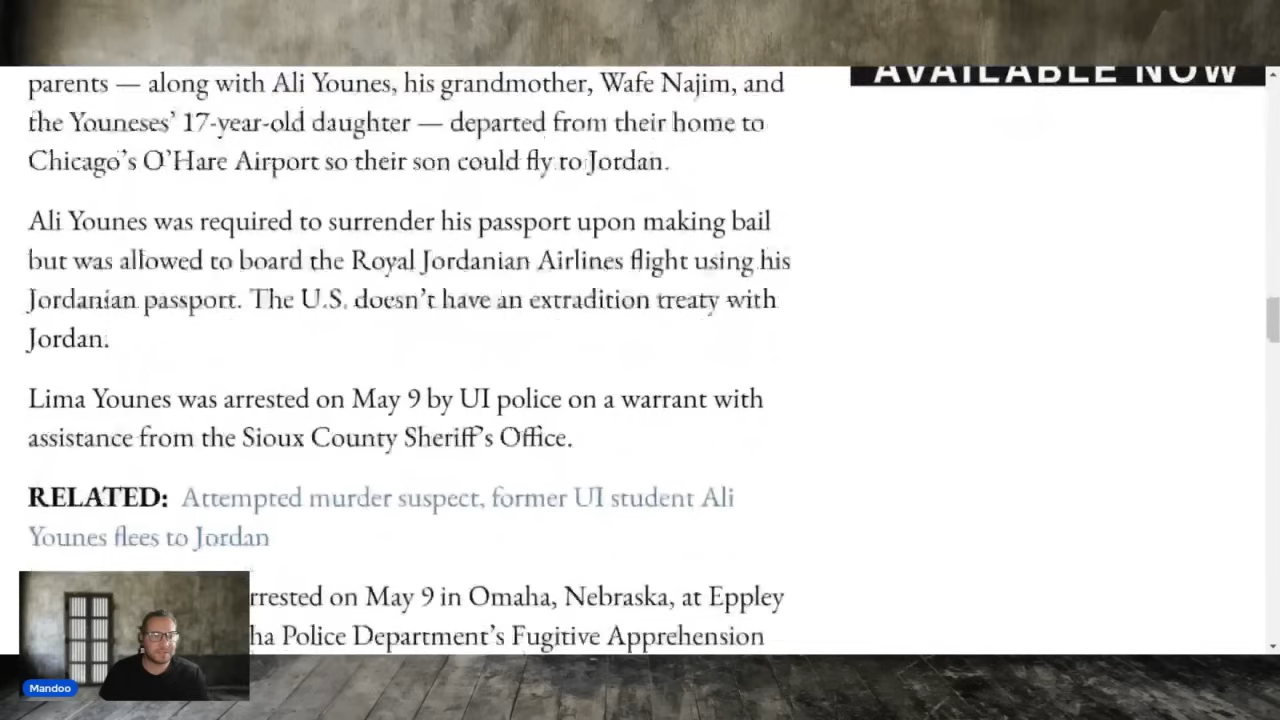 AVAILABLE NOW
parents — along with Ali Younes, his grandmother, Wafe Najim, and
the Youneses’ 17-year-old daughter — departed from their home to
Chicago’s O’Hare Airport so their son could fly to Jordan.
Ali Younes was required to surrender his passport upon making bail
but was allowed to board the Royal Jordanian Airlines flight using his
Jordanian passport. The U.S. doesn’t have an extradition treaty with
Jordan.
Lima Younes was arrested on May 9 by UI police on a warrant with
assistance from the Sioux County Sheriff’s Office.
RELATED: Attempted murder suspect, former UI student Ali
Younes flees to Jordan
rrested on May 9 in Omaha, Nebraska, at Eppley
ha Police Department’s Fugitive Apprehension
Mandoo